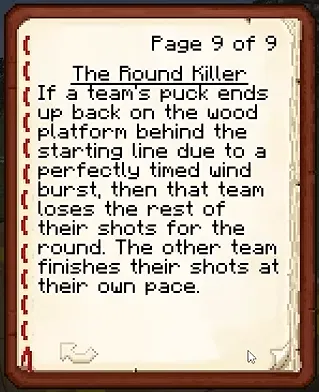 Page 9 of 9
The Round Killer
If a team's puck ends
up back on the wood
platform behind the
starting line due to a
perfectly timed wind
burst, then that team
loses the rest of
their shots for the
round. The other team
finishes their shots at
their own pace.